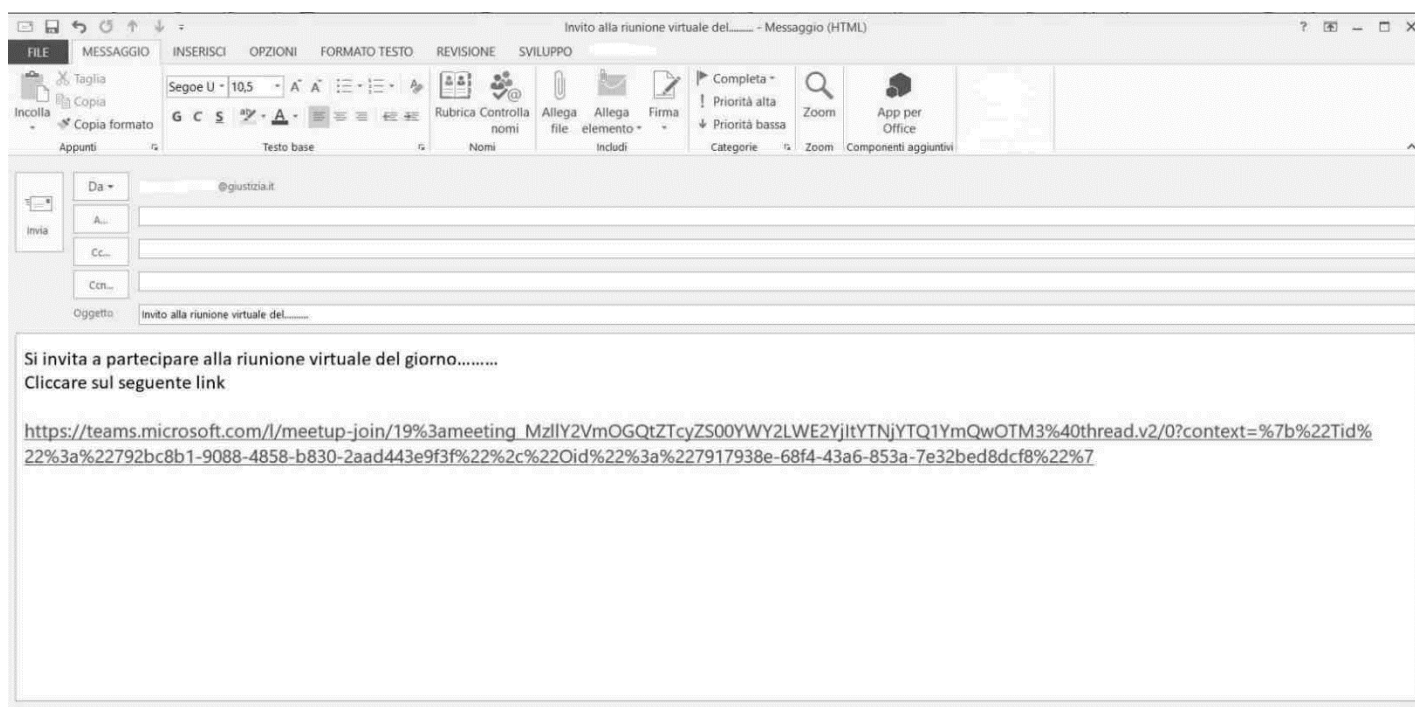 Invito alla riunione virtuale del.......... - Messaggio (HTML)
FILE MESSAGGIO INSERISCI OPZIONI FORMATO TESTO REVISIONE SVILUPPO
Incolla
Taglia
Copia
Copia formato
Appunti
Segoe U 10,5
G C S
Testo base
Rubrica Controlla nomi
Nomi
Allega file Allega elemento Firma
Includi
Completa
Priorità alta
Priorità bassa
Categorie
Zoom
Zoom
App per Office
Componenti aggiuntivi
Invia
Da @giustizia.it
A...
Cc...
Ccn...
Oggetto Invito alla riunione virtuale del..........
Si invita a partecipare alla riunione virtuale del giorno.........
Cliccare sul seguente link
https://teams.microsoft.com/l/meetup-join/19%3ameeting_MzllY2VmOGQtZTcyZS00YWY2LWE2YjItYTNjYTQ1YmQwOTM3%40thread.v2/0?context=%7b%22Tid%
22%3a%22792bc8b1-9088-4858-b830-2aad443e9f3f%22%2c%22Oid%22%3a%227917938e-68f4-43a6-853a-7e32bed8dcf8%22%7